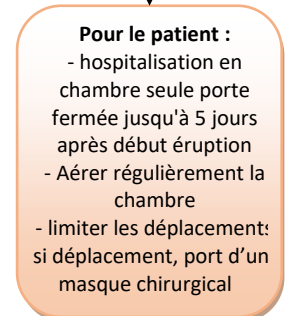 Pour le patient :
- hospitalisation en
chambre seule porte
fermée jusqu'à 5 jours
après début éruption
- Aérer régulièrement la
chambre
- limiter les déplacements
si déplacement, port d’un
masque chirurgical